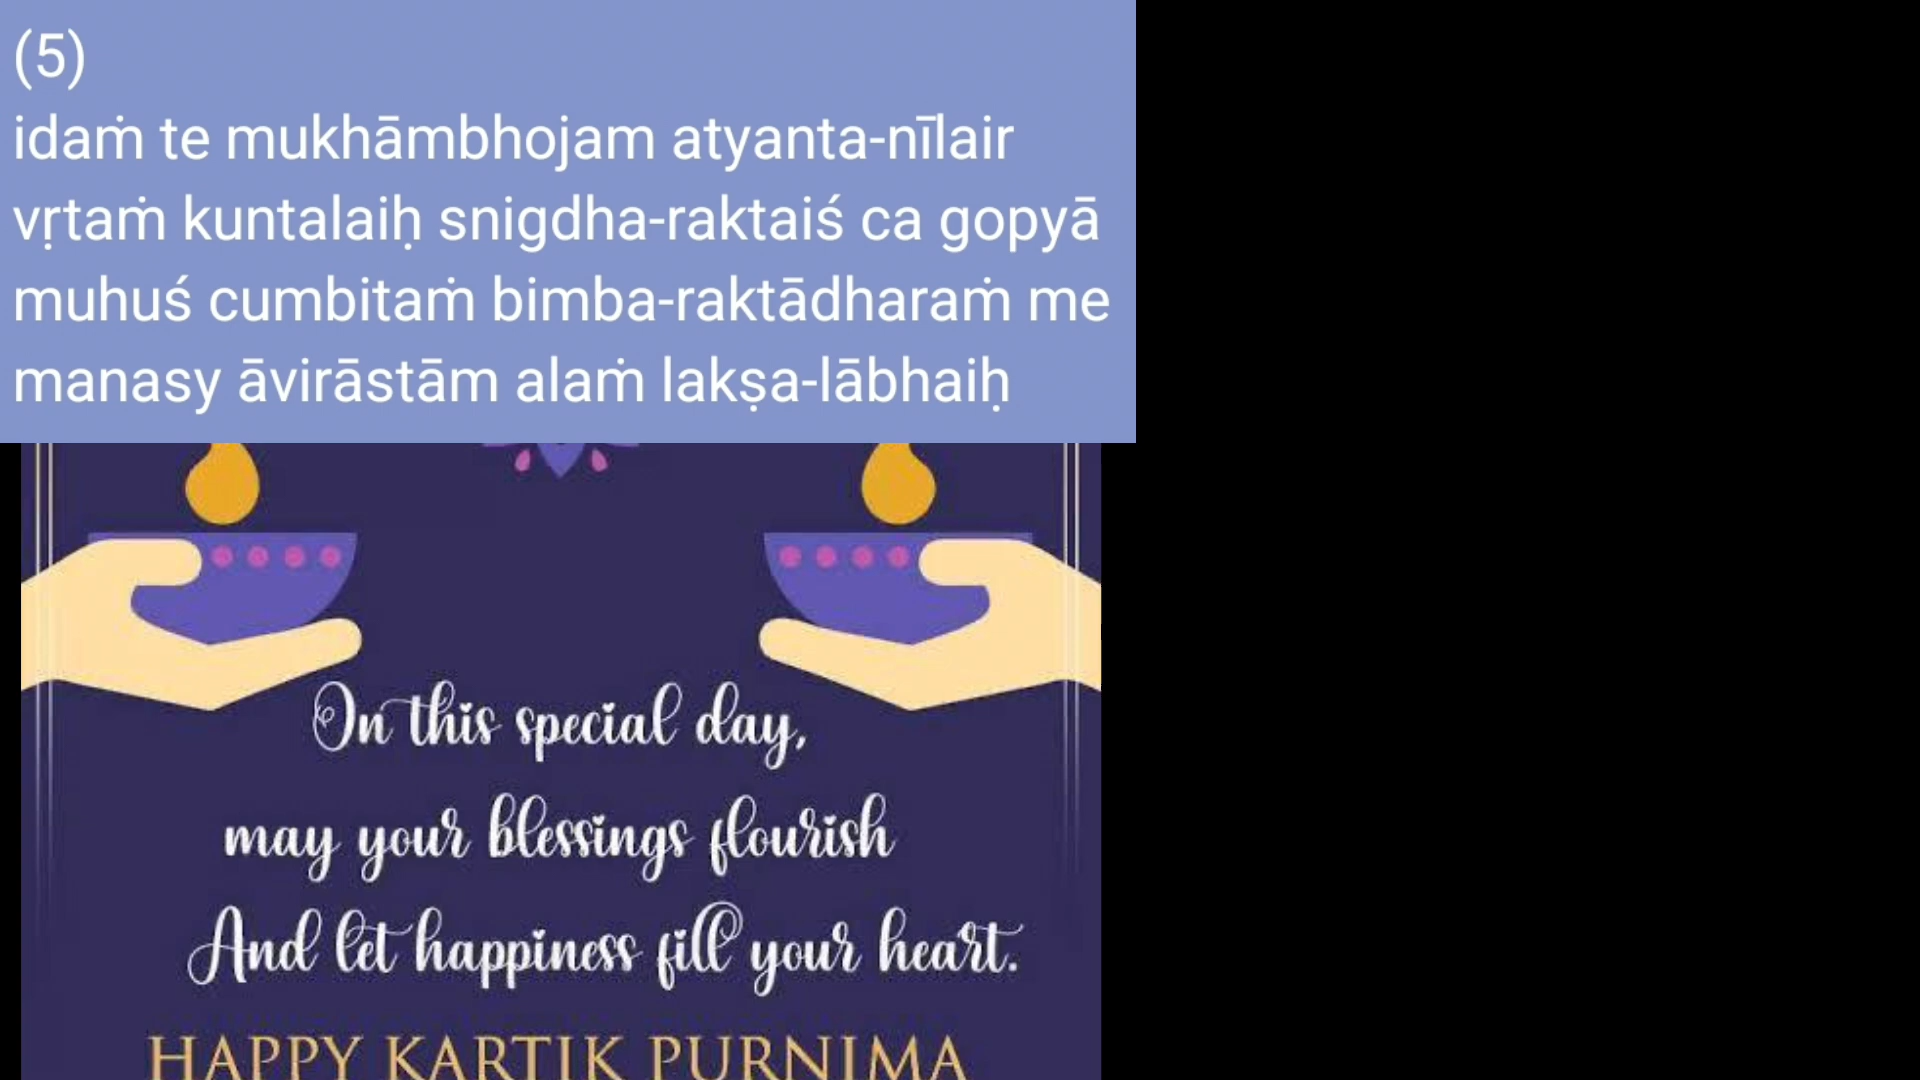 (5)
idaṁ te mukhāmbhojam atyanta-nīlair
vṛtaṁ kuntalaiḥ snigdha-raktaiś ca gopyā
muhuś cumbitaṁ bimba-raktādharaṁ me
manasy āvirāstām alaṁ lakṣa-lābhaiḥ
On this special day,
may your blessings flourish
And let happiness fill your heart.
HAPPY KARTIK PURNIMA